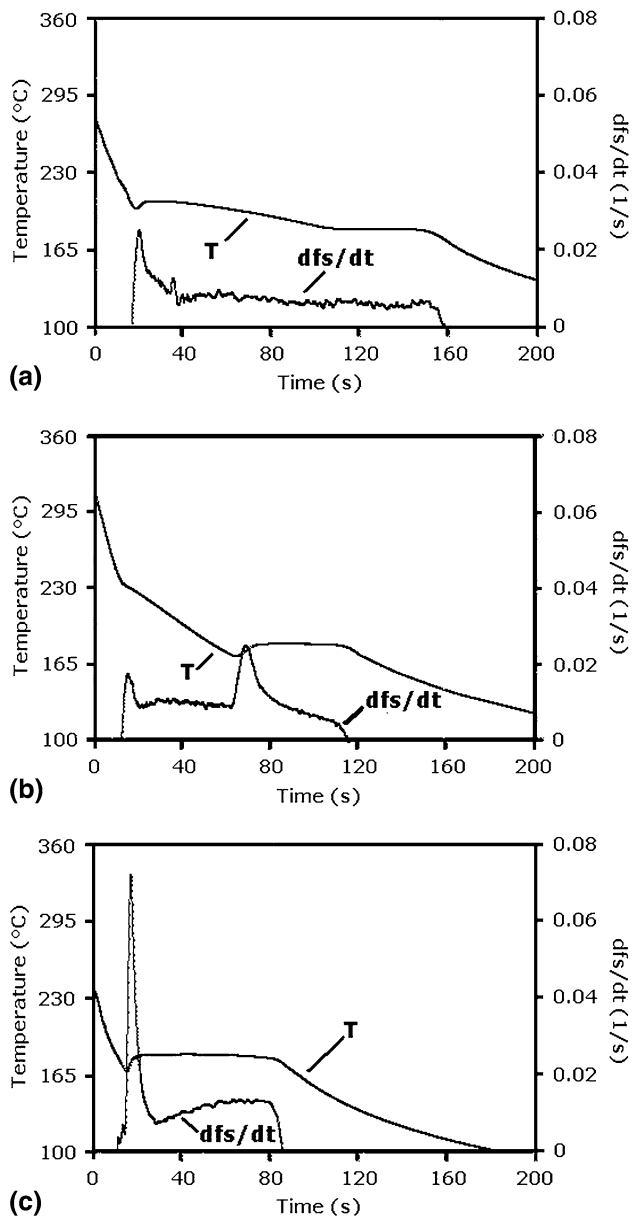 360 0.08
295 0.06
230 0.04
165 0.02
100 0
Temperature (°C)
dfs/dt (1/s)
T
dfs/dt
0 40 80 120 160 200
Time (s)
(a)
360 0.08
295 0.06
230 0.04
165 0.02
100 0
Temperature (°C)
dfs/dt (1/s)
T
dfs/dt
0 40 80 120 160 200
Time (s)
(b)
360 0.08
295 0.06
230 0.04
165 0.02
100 0
Temperature (°C)
dfs/dt (1/s)
T
dfs/dt
0 40 80 120 160 200
Time (s)
(c)